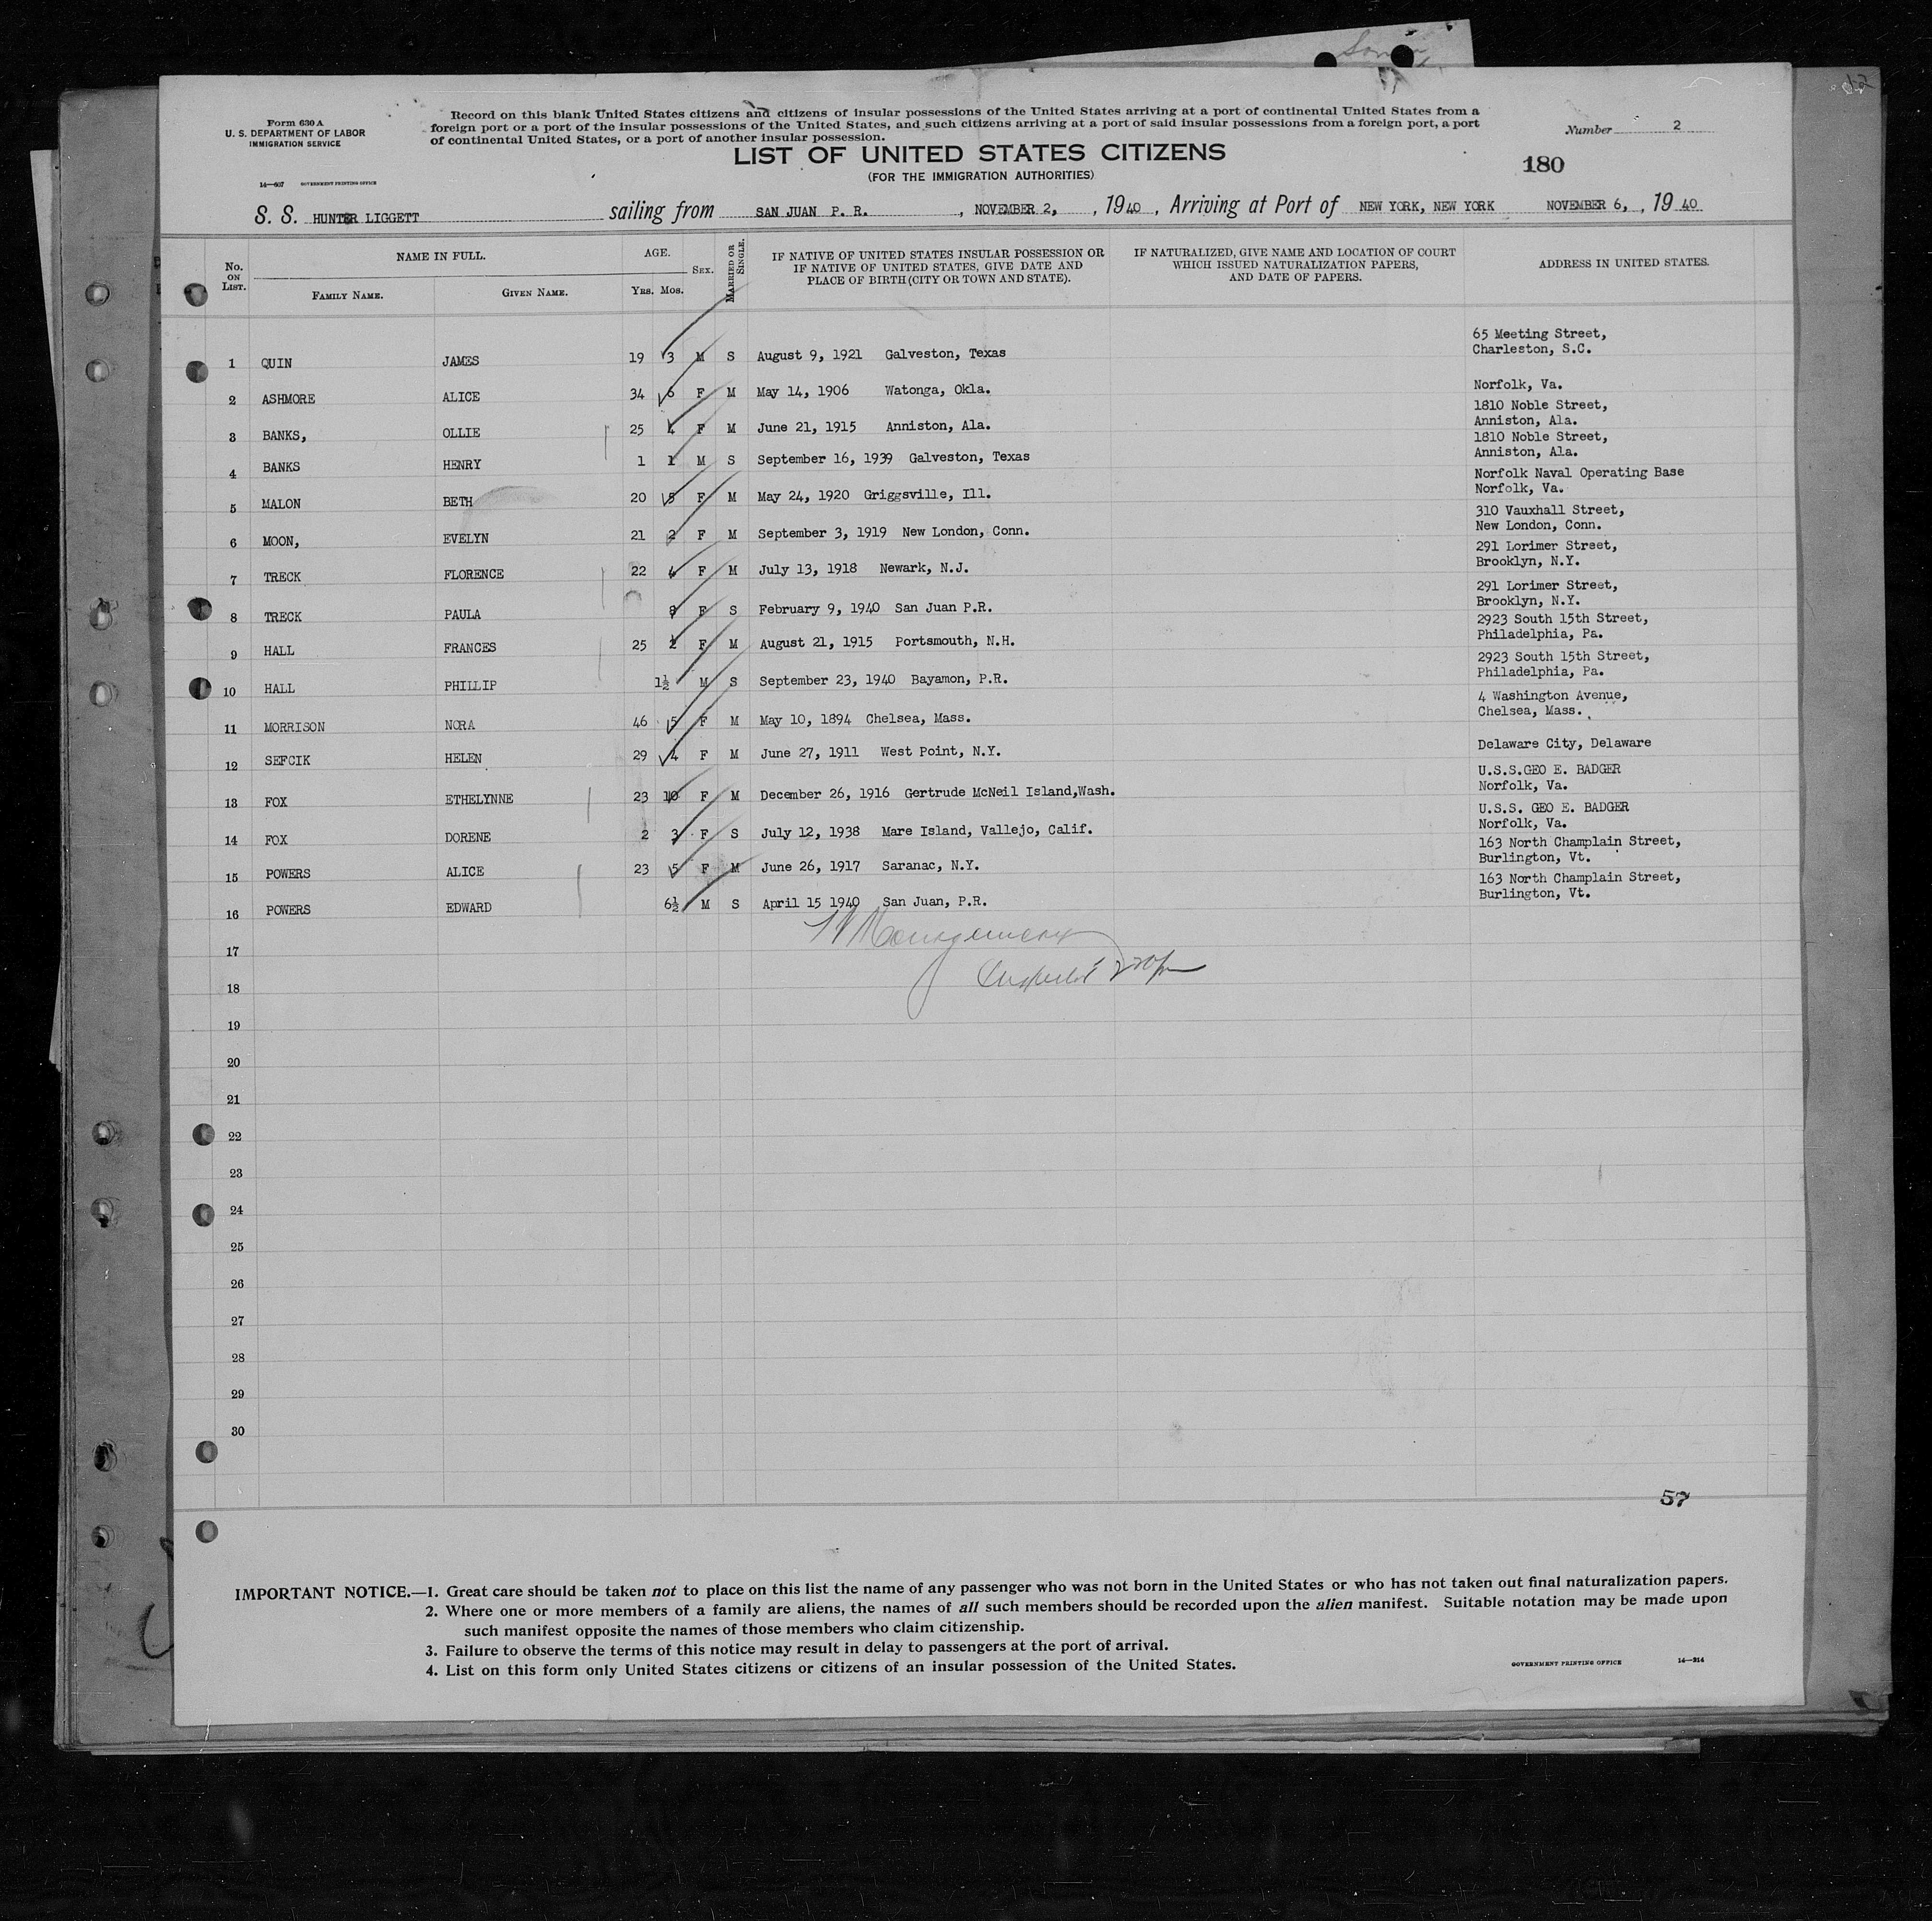 Form 630 A
U. S. DEPARTMENT OF LABOR
IMMIGRATION SERVICE
14—607 GOVERNMENT PRINTING OFFICE
Record on this blank United States citizens and citizens of insular possessions of the United States arriving at a port of continental United States from a
foreign port or a port of the insular possessions of the United States, and such citizens arriving at a port of said insular possessions from a foreign port, a port
of continental United States, or a port of another insular possession.
Number 2
LIST OF UNITED STATES CITIZENS
180
(FOR THE IMMIGRATION AUTHORITIES)
S. S. HUNTER LIGGETT sailing from SAN JUAN P. R. , NOVEMBER 2, , 1940 , Arriving at Port of NEW YORK, NEW YORK NOVEMBER 6, , 1940
No. ON LIST. NAME IN FULL. FAMILY NAME. GIVEN NAME. AGE. YRS. MOS. SEX. MARRIED OR SINGLE. IF NATIVE OF UNITED STATES INSULAR POSSESSION OR IF NATIVE OF UNITED STATES, GIVE DATE AND PLACE OF BIRTH (CITY OR TOWN AND STATE). IF NATURALIZED, GIVE NAME AND LOCATION OF COURT WHICH ISSUED NATURALIZATION PAPERS, AND DATE OF PAPERS. ADDRESS IN UNITED STATES.
1 QUIN JAMES 19 3 M S August 9, 1921 Galveston, Texas 65 Meeting Street, Charleston, S.C.
2 ASHMORE ALICE 34 6 F M May 14, 1906 Watonga, Okla. Norfolk, Va.
3 BANKS, OLLIE 25 4 F M June 21, 1915 Anniston, Ala. 1810 Noble Street, Anniston, Ala.
4 BANKS HENRY 1 1 M S September 16, 1939 Galveston, Texas 1810 Noble Street, Anniston, Ala.
5 MALON BETH 20 5 F M May 24, 1920 Griggsville, Ill. Norfolk Naval Operating Base Norfolk, Va.
6 MOON, EVELYN 21 2 F M September 3, 1919 New London, Conn. 310 Vauxhall Street, New London, Conn.
7 TRECK FLORENCE 22 4 F M July 13, 1918 Newark, N.J. 291 Lorimer Street, Brooklyn, N.Y.
8 TRECK PAULA 8 F S February 9, 1940 San Juan P.R. 291 Lorimer Street, Brooklyn, N.Y.
9 HALL FRANCES 25 2 F M August 21, 1915 Portsmouth, N.H. 2923 South 15th Street, Philadelphia, Pa.
10 HALL PHILLIP 1½ M S September 23, 1940 Bayamon, P.R. 2923 South 15th Street, Philadelphia, Pa.
11 MORRISON NORA 46 5 F M May 10, 1894 Chelsea, Mass. 4 Washington Avenue, Chelsea, Mass.
12 SEFCIK HELEN 29 4 F M June 27, 1911 West Point, N.Y. Delaware City, Delaware
13 FOX ETHELYNNE 23 10 F M December 26, 1916 Gertrude McNeil Island,Wash. U.S.S.GEO E. BADGER Norfolk, Va.
14 FOX DORENE 2 3 F S July 12, 1938 Mare Island, Vallejo, Calif. U.S.S. GEO E. BADGER Norfolk, Va.
15 POWERS ALICE 23 5 F M June 26, 1917 Saranac, N.Y. 163 North Champlain Street, Burlington, Vt.
16 POWERS EDWARD 6½ M S April 15 1940 San Juan, P.R. 163 North Champlain Street, Burlington, Vt.
17
18
19
20
21
22
23
24
25
26
27
28
29
30
57
IMPORTANT NOTICE.—1. Great care should be taken not to place on this list the name of any passenger who was not born in the United States or who has not taken out final naturalization papers.
2. Where one or more members of a family are aliens, the names of all such members should be recorded upon the alien manifest. Suitable notation may be made upon
such manifest opposite the names of those members who claim citizenship.
3. Failure to observe the terms of this notice may result in delay to passengers at the port of arrival.
4. List on this form only United States citizens or citizens of an insular possession of the United States.
GOVERNMENT PRINTING OFFICE 14—214